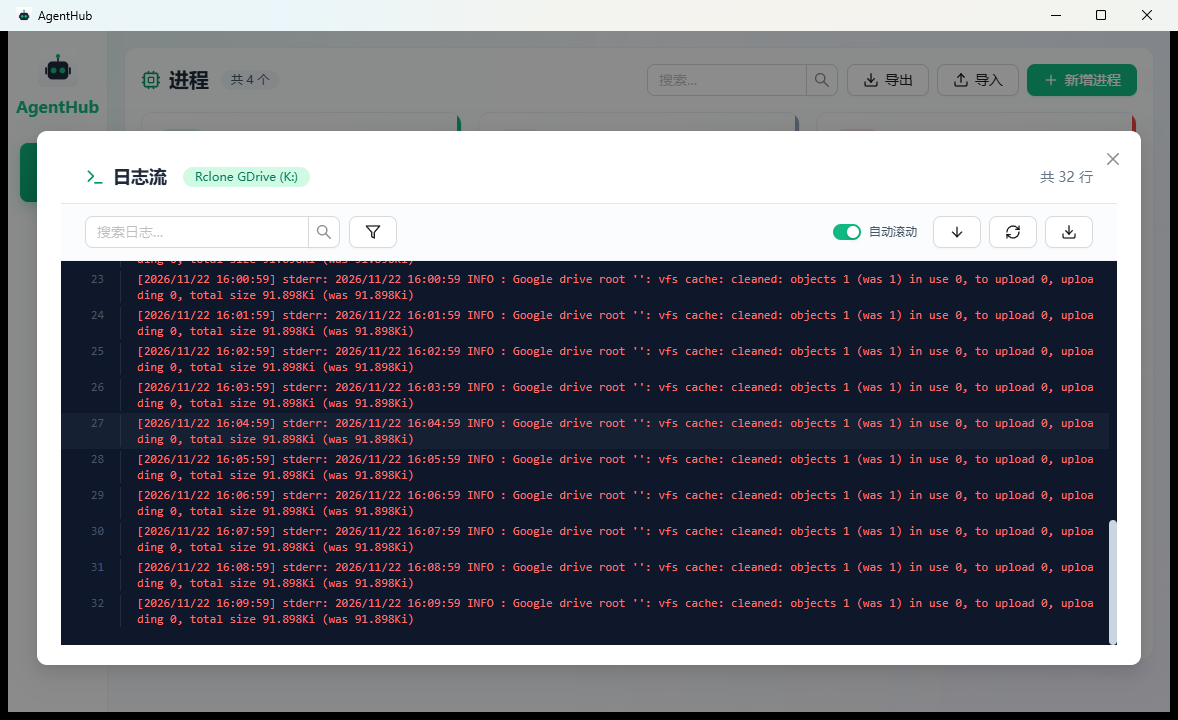 AgentHub
AgentHub
进程
共 4 个
搜索...
导出
导入
新增进程
日志流
Rclone GDrive (K:)
共 32 行
搜索日志...
自动滚动
ding 0, total size 91.898Ki (was 91.898Ki)
23 [2026/11/22 16:00:59] stderr: 2026/11/22 16:00:59 INFO : Google drive root '': vfs cache: cleaned: objects 1 (was 1) in use 0, to upload 0, uploa
ding 0, total size 91.898Ki (was 91.898Ki)
24 [2026/11/22 16:01:59] stderr: 2026/11/22 16:01:59 INFO : Google drive root '': vfs cache: cleaned: objects 1 (was 1) in use 0, to upload 0, uploa
ding 0, total size 91.898Ki (was 91.898Ki)
25 [2026/11/22 16:02:59] stderr: 2026/11/22 16:02:59 INFO : Google drive root '': vfs cache: cleaned: objects 1 (was 1) in use 0, to upload 0, uploa
ding 0, total size 91.898Ki (was 91.898Ki)
26 [2026/11/22 16:03:59] stderr: 2026/11/22 16:03:59 INFO : Google drive root '': vfs cache: cleaned: objects 1 (was 1) in use 0, to upload 0, uploa
ding 0, total size 91.898Ki (was 91.898Ki)
27 [2026/11/22 16:04:59] stderr: 2026/11/22 16:04:59 INFO : Google drive root '': vfs cache: cleaned: objects 1 (was 1) in use 0, to upload 0, uploa
ding 0, total size 91.898Ki (was 91.898Ki)
28 [2026/11/22 16:05:59] stderr: 2026/11/22 16:05:59 INFO : Google drive root '': vfs cache: cleaned: objects 1 (was 1) in use 0, to upload 0, uploa
ding 0, total size 91.898Ki (was 91.898Ki)
29 [2026/11/22 16:06:59] stderr: 2026/11/22 16:06:59 INFO : Google drive root '': vfs cache: cleaned: objects 1 (was 1) in use 0, to upload 0, uploa
ding 0, total size 91.898Ki (was 91.898Ki)
30 [2026/11/22 16:07:59] stderr: 2026/11/22 16:07:59 INFO : Google drive root '': vfs cache: cleaned: objects 1 (was 1) in use 0, to upload 0, uploa
ding 0, total size 91.898Ki (was 91.898Ki)
31 [2026/11/22 16:08:59] stderr: 2026/11/22 16:08:59 INFO : Google drive root '': vfs cache: cleaned: objects 1 (was 1) in use 0, to upload 0, uploa
ding 0, total size 91.898Ki (was 91.898Ki)
32 [2026/11/22 16:09:59] stderr: 2026/11/22 16:09:59 INFO : Google drive root '': vfs cache: cleaned: objects 1 (was 1) in use 0, to upload 0, uploa
ding 0, total size 91.898Ki (was 91.898Ki)